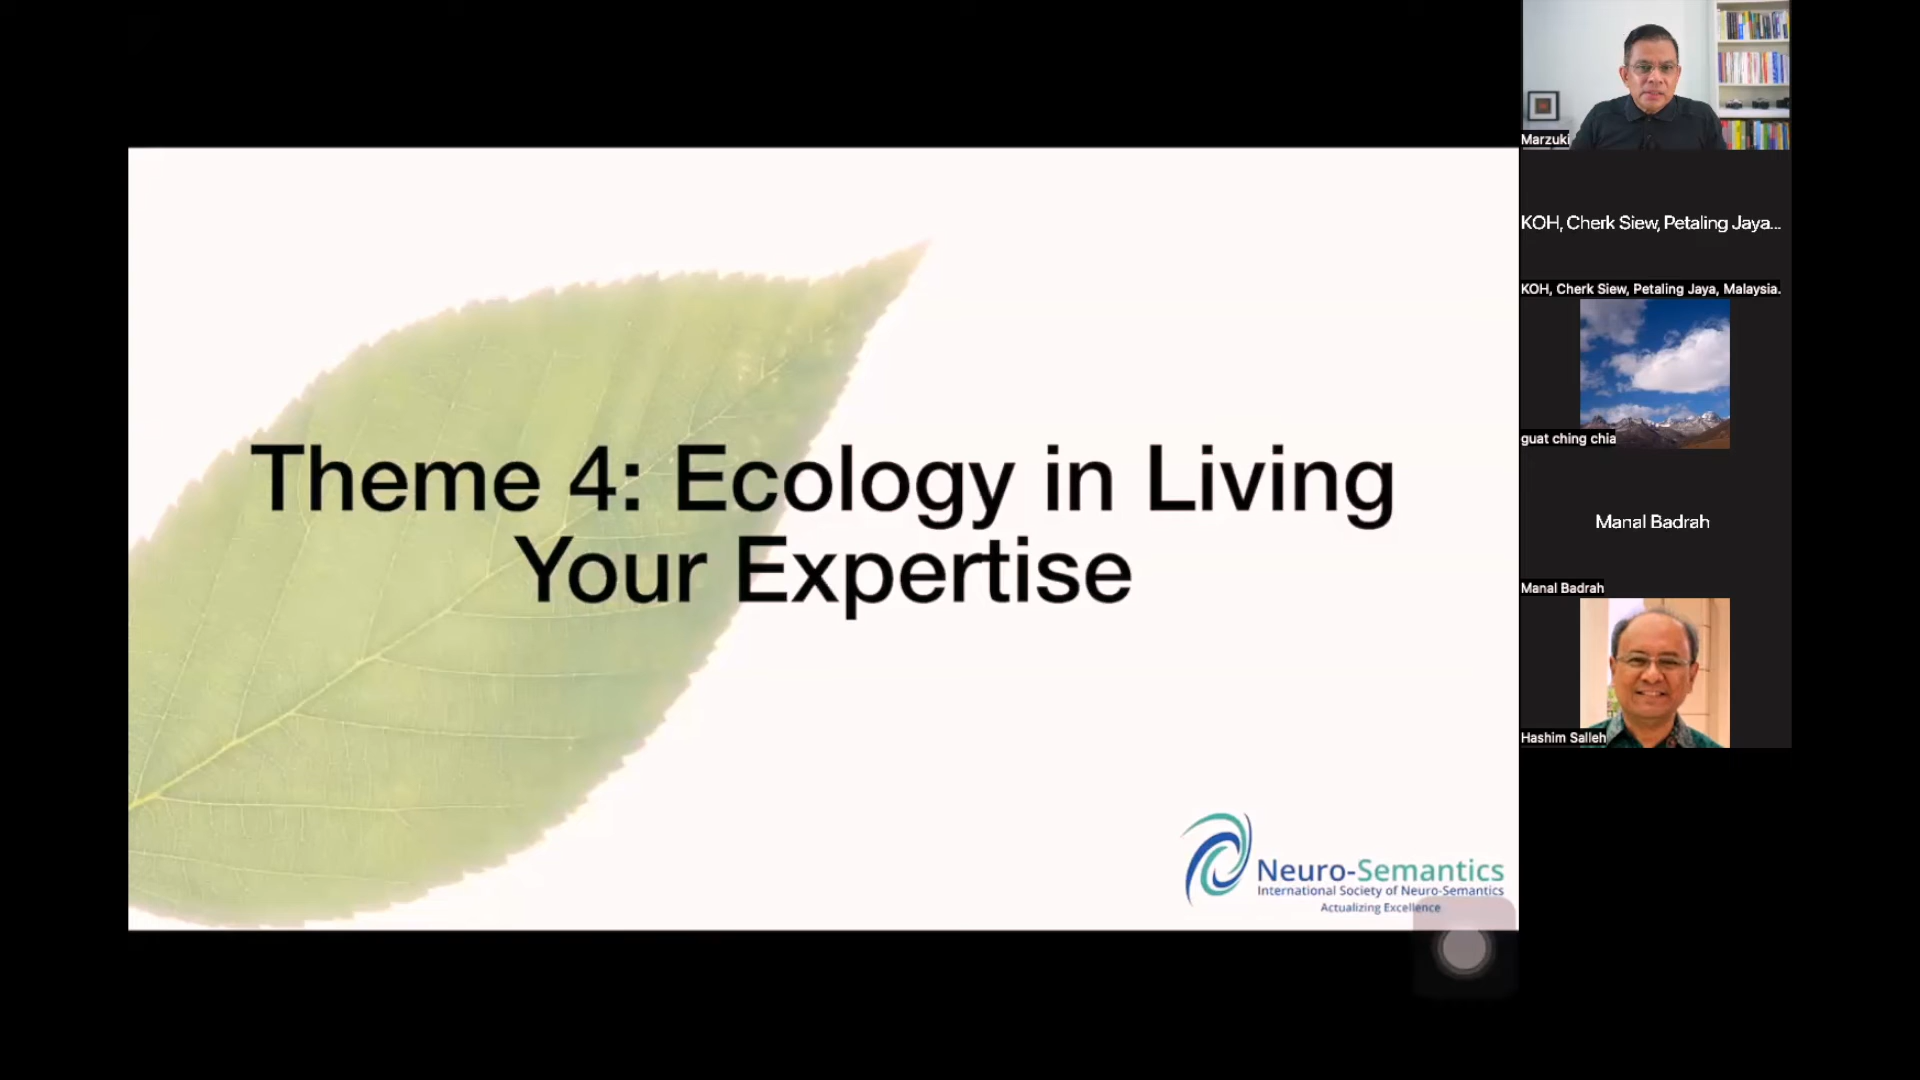 Theme 4: Ecology in Living
Your Expertise
Neuro-Semantics
International Society of Neuro-Semantics
Actualizing Excellence
Marzuki
KOH, Cherk Siew, Petaling Jaya...
KOH, Cherk Siew, Petaling Jaya, Malaysia.
guat ching chia
Manal Badrah
Manal Badrah
Hashim Salleh